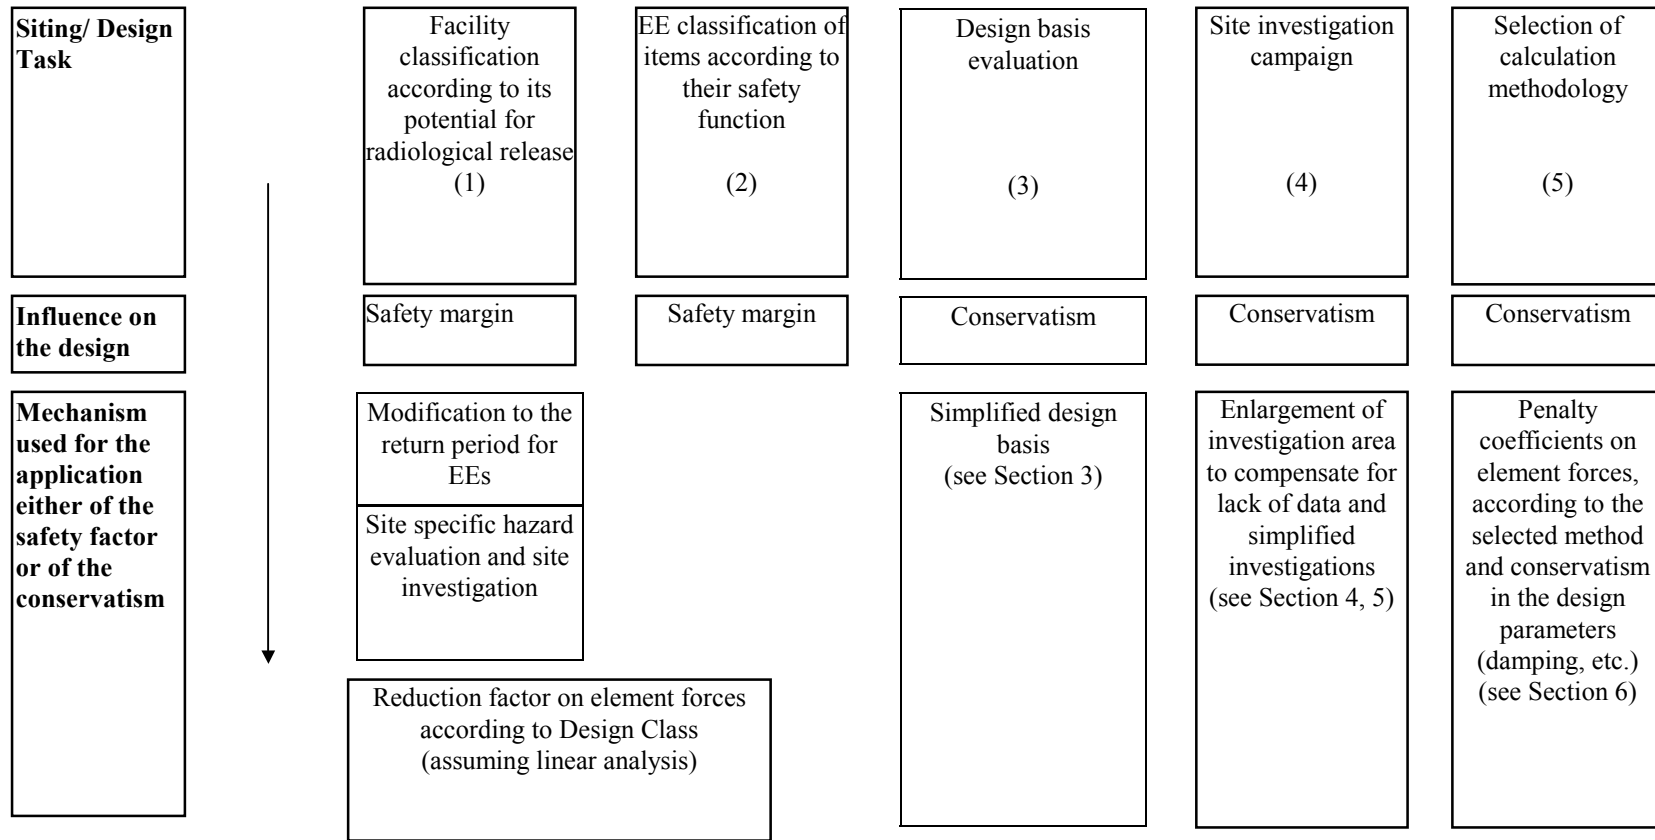 Siting/ Design
Task
Facility
classification
according to its
potential for
radiological release
(1)
EE classification of
items according to
their safety
function
(2)
Design basis
evaluation
(3)
Site investigation
campaign
(4)
Selection of
calculation
methodology
(5)
Influence on
the design
Safety margin
Safety margin
Conservatism
Conservatism
Conservatism
Mechanism
used for the
application
either of the
safety factor
or of the
conservatism
Modification to the
return period for
EEs
Site specific hazard
evaluation and site
investigation
Reduction factor on element forces
according to Design Class
(assuming linear analysis)
Simplified design
basis
(see Section 3)
Enlargement of
investigation area
to compensate for
lack of data and
simplified
investigations
(see Section 4, 5)
Penalty
coefficients on
element forces,
according to the
selected method
and conservatism
in the design
parameters
(damping, etc.)
(see Section 6)